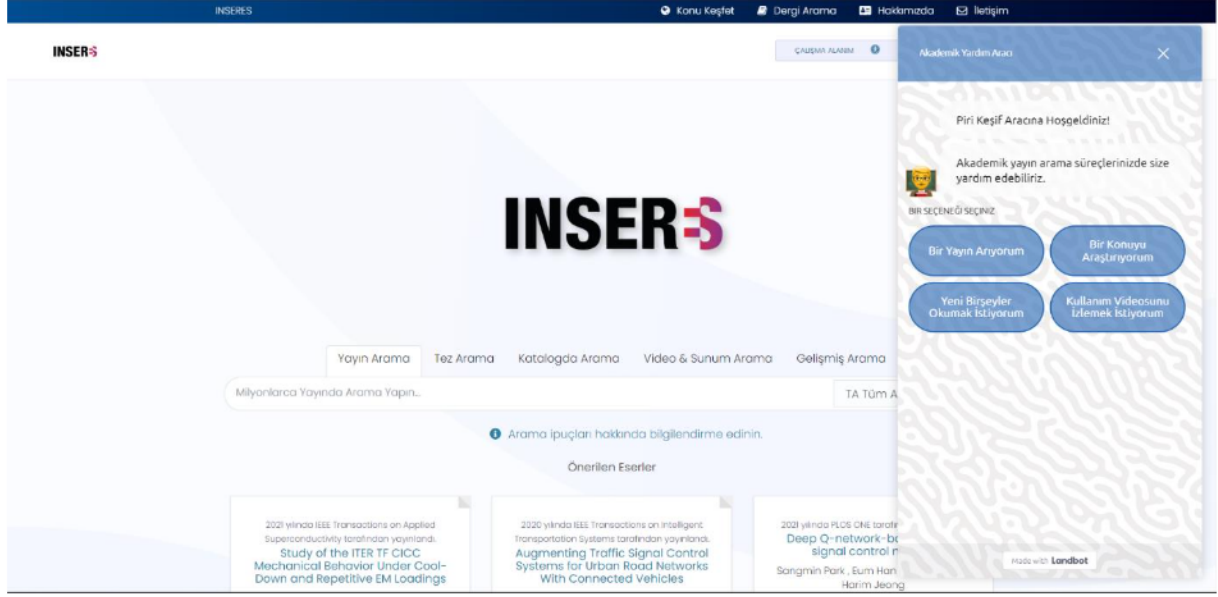 INSERES
Konu Keşfet
Dergi Arama
Hakkımızda
İletişim
INSERES
ÇALIŞMA ALANIM
Akademik Yardım Aracı
Piri Keşif Aracına Hoşgeldiniz!
Akademik yayın arama süreçlerinizde size
yardım edebiliriz.
BİR SEÇENEĞİ SEÇİNİZ
Bir Yayın Arıyorum
Bir Konuyu
Araştırıyorum
Yeni Birşeyler
Okumak İstiyorum
Kullanım Videosunu
İzlemek İstiyorum
INSERES
Yayın Arama
Tez Arama
Katalogda Arama
Video & Sunum Arama
Gelişmiş Arama
Milyonlarca Yayında Arama Yapın...
TA Tüm A
Arama ipuçları hakkında bilgilendirme edinin.
Önerilen Eserler
2021 yılında IEEE Transactions on Applied
Superconductivity tarafından yayınlandı.
Study of the ITER TF CICC
Mechanical Behavior Under Cool-
Down and Repetitive EM Loadings
2020 yılında IEEE Transactions on Intelligent
Transportation Systems tarafından yayınlandı.
Augmenting Traffic Signal Control
Systems for Urban Road Networks
With Connected Vehicles
2021 yılında PLOS ONE tarafı
Deep Q-network-ba
signal control m
Sangmin Park , Eum Han
Harim Jeong
Made with Landbot